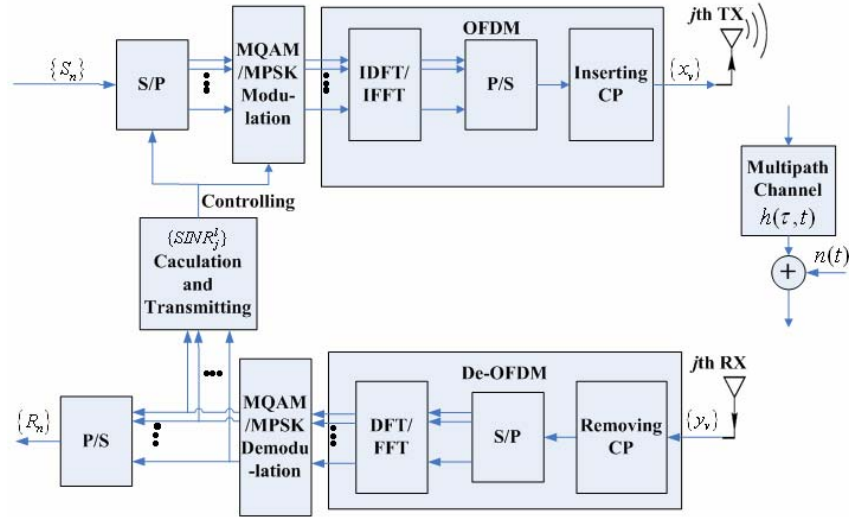 {S_n}
S/P
MQAM
/MPSK
Modu-
lation
OFDM
IDFT/
IFFT
P/S
Inserting
CP
{x_v}
jth TX
Controlling
Multipath
Channel
h(τ,t)
+
n(t)
{SINR_j^l}
Caculation
and
Transmitting
{R_n}
P/S
MQAM
/MPSK
Demodu
-lation
De-OFDM
DFT/
FFT
S/P
Removing
CP
{y_v}
jth RX